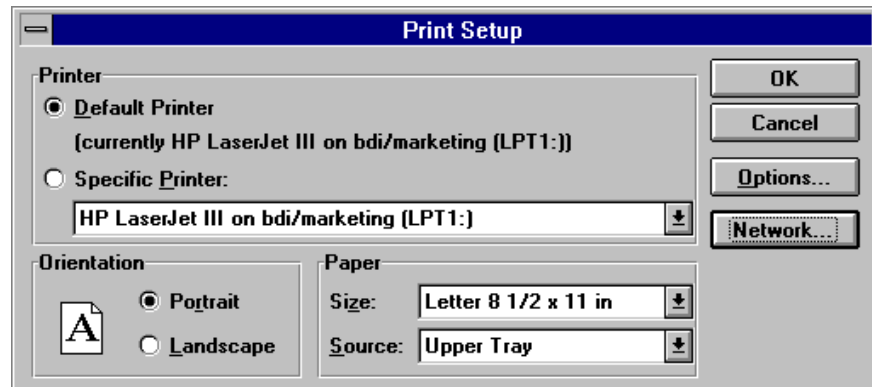 Print Setup
Printer
Default Printer
(currently HP LaserJet III on bdi/marketing (LPT1:))
Specific Printer:
HP LaserJet III on bdi/marketing (LPT1:)
OK
Cancel
Options...
Network...
Orientation
A
Portrait
Landscape
Paper
Size: Letter 8 1/2 x 11 in
Source: Upper Tray